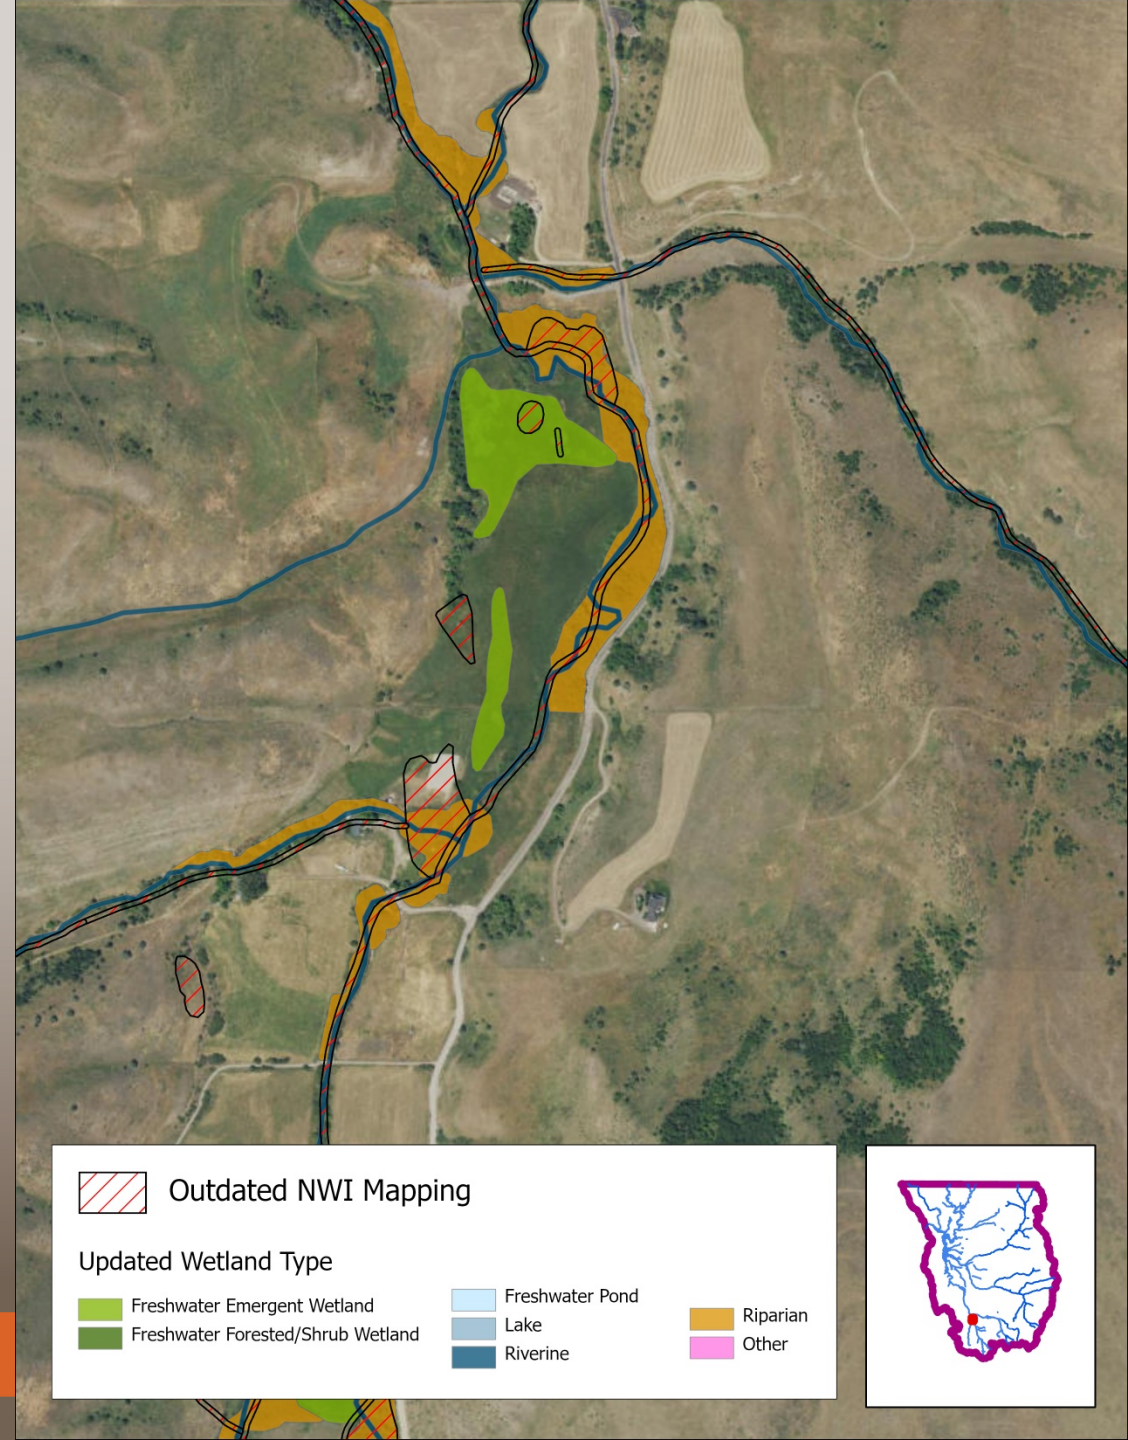 Outdated NWI Mapping
Updated Wetland Type
Freshwater Emergent Wetland
Freshwater Forested/Shrub Wetland
Freshwater Pond
Lake
Riverine
Riparian
Other